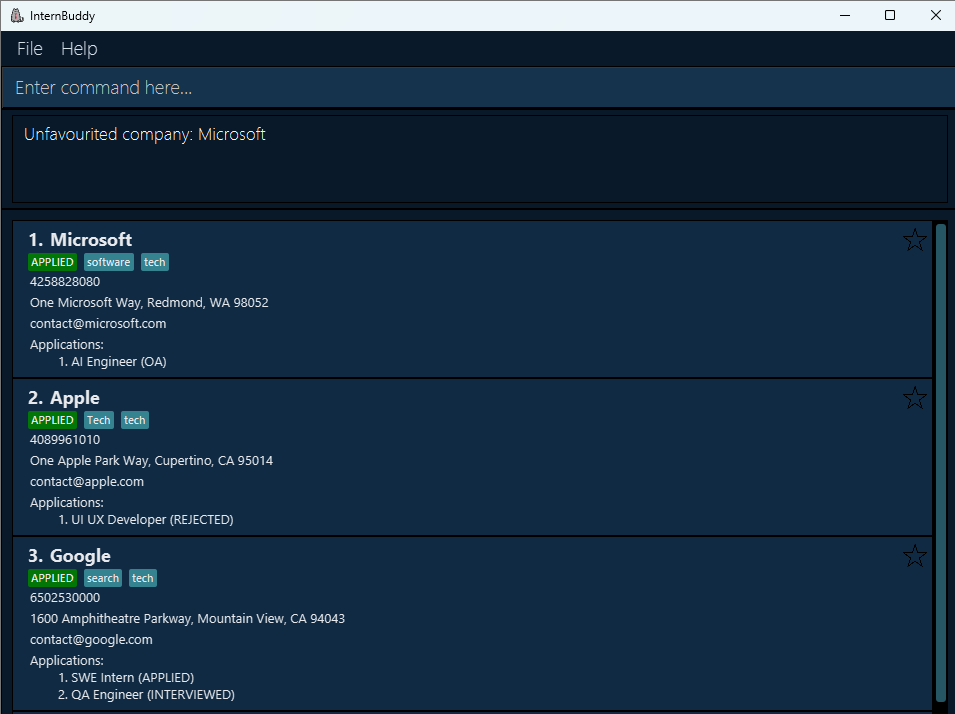 InternBuddy
File Help
Enter command here...
Unfavourited company: Microsoft
1. Microsoft
APPLIED software tech
4258828080
One Microsoft Way, Redmond, WA 98052
contact@microsoft.com
Applications:
1. AI Engineer (OA)
2. Apple
APPLIED Tech tech
4089961010
One Apple Park Way, Cupertino, CA 95014
contact@apple.com
Applications:
1. UI UX Developer (REJECTED)
3. Google
APPLIED search tech
6502530000
1600 Amphitheatre Parkway, Mountain View, CA 94043
contact@google.com
Applications:
1. SWE Intern (APPLIED)
2. QA Engineer (INTERVIEWED)